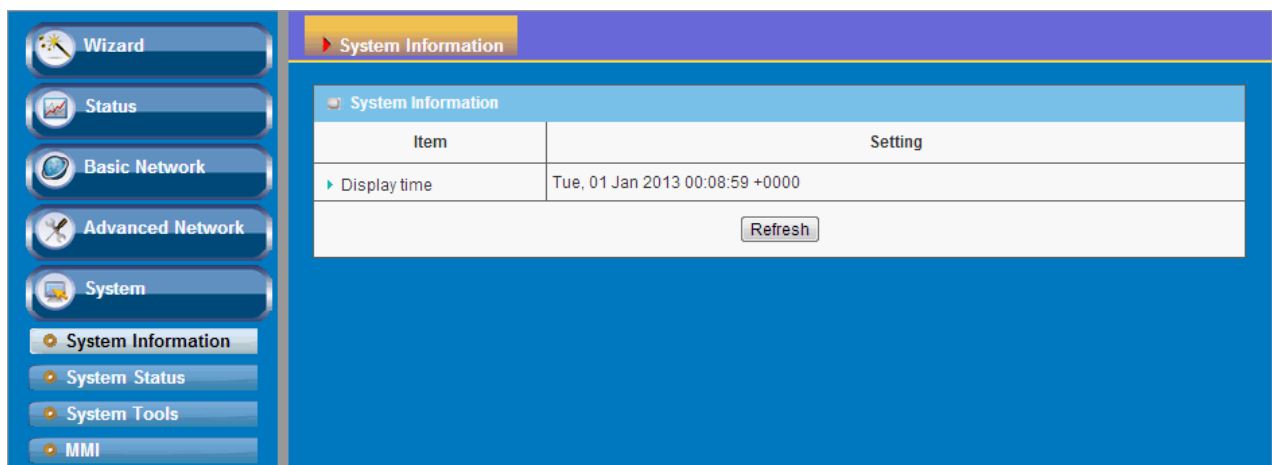 Wizard
Status
Basic Network
Advanced Network
System
System Information
System Status
System Tools
MMI
System Information
System Information
Item Setting
Display time Tue, 01 Jan 2013 00:08:59 +0000
Refresh